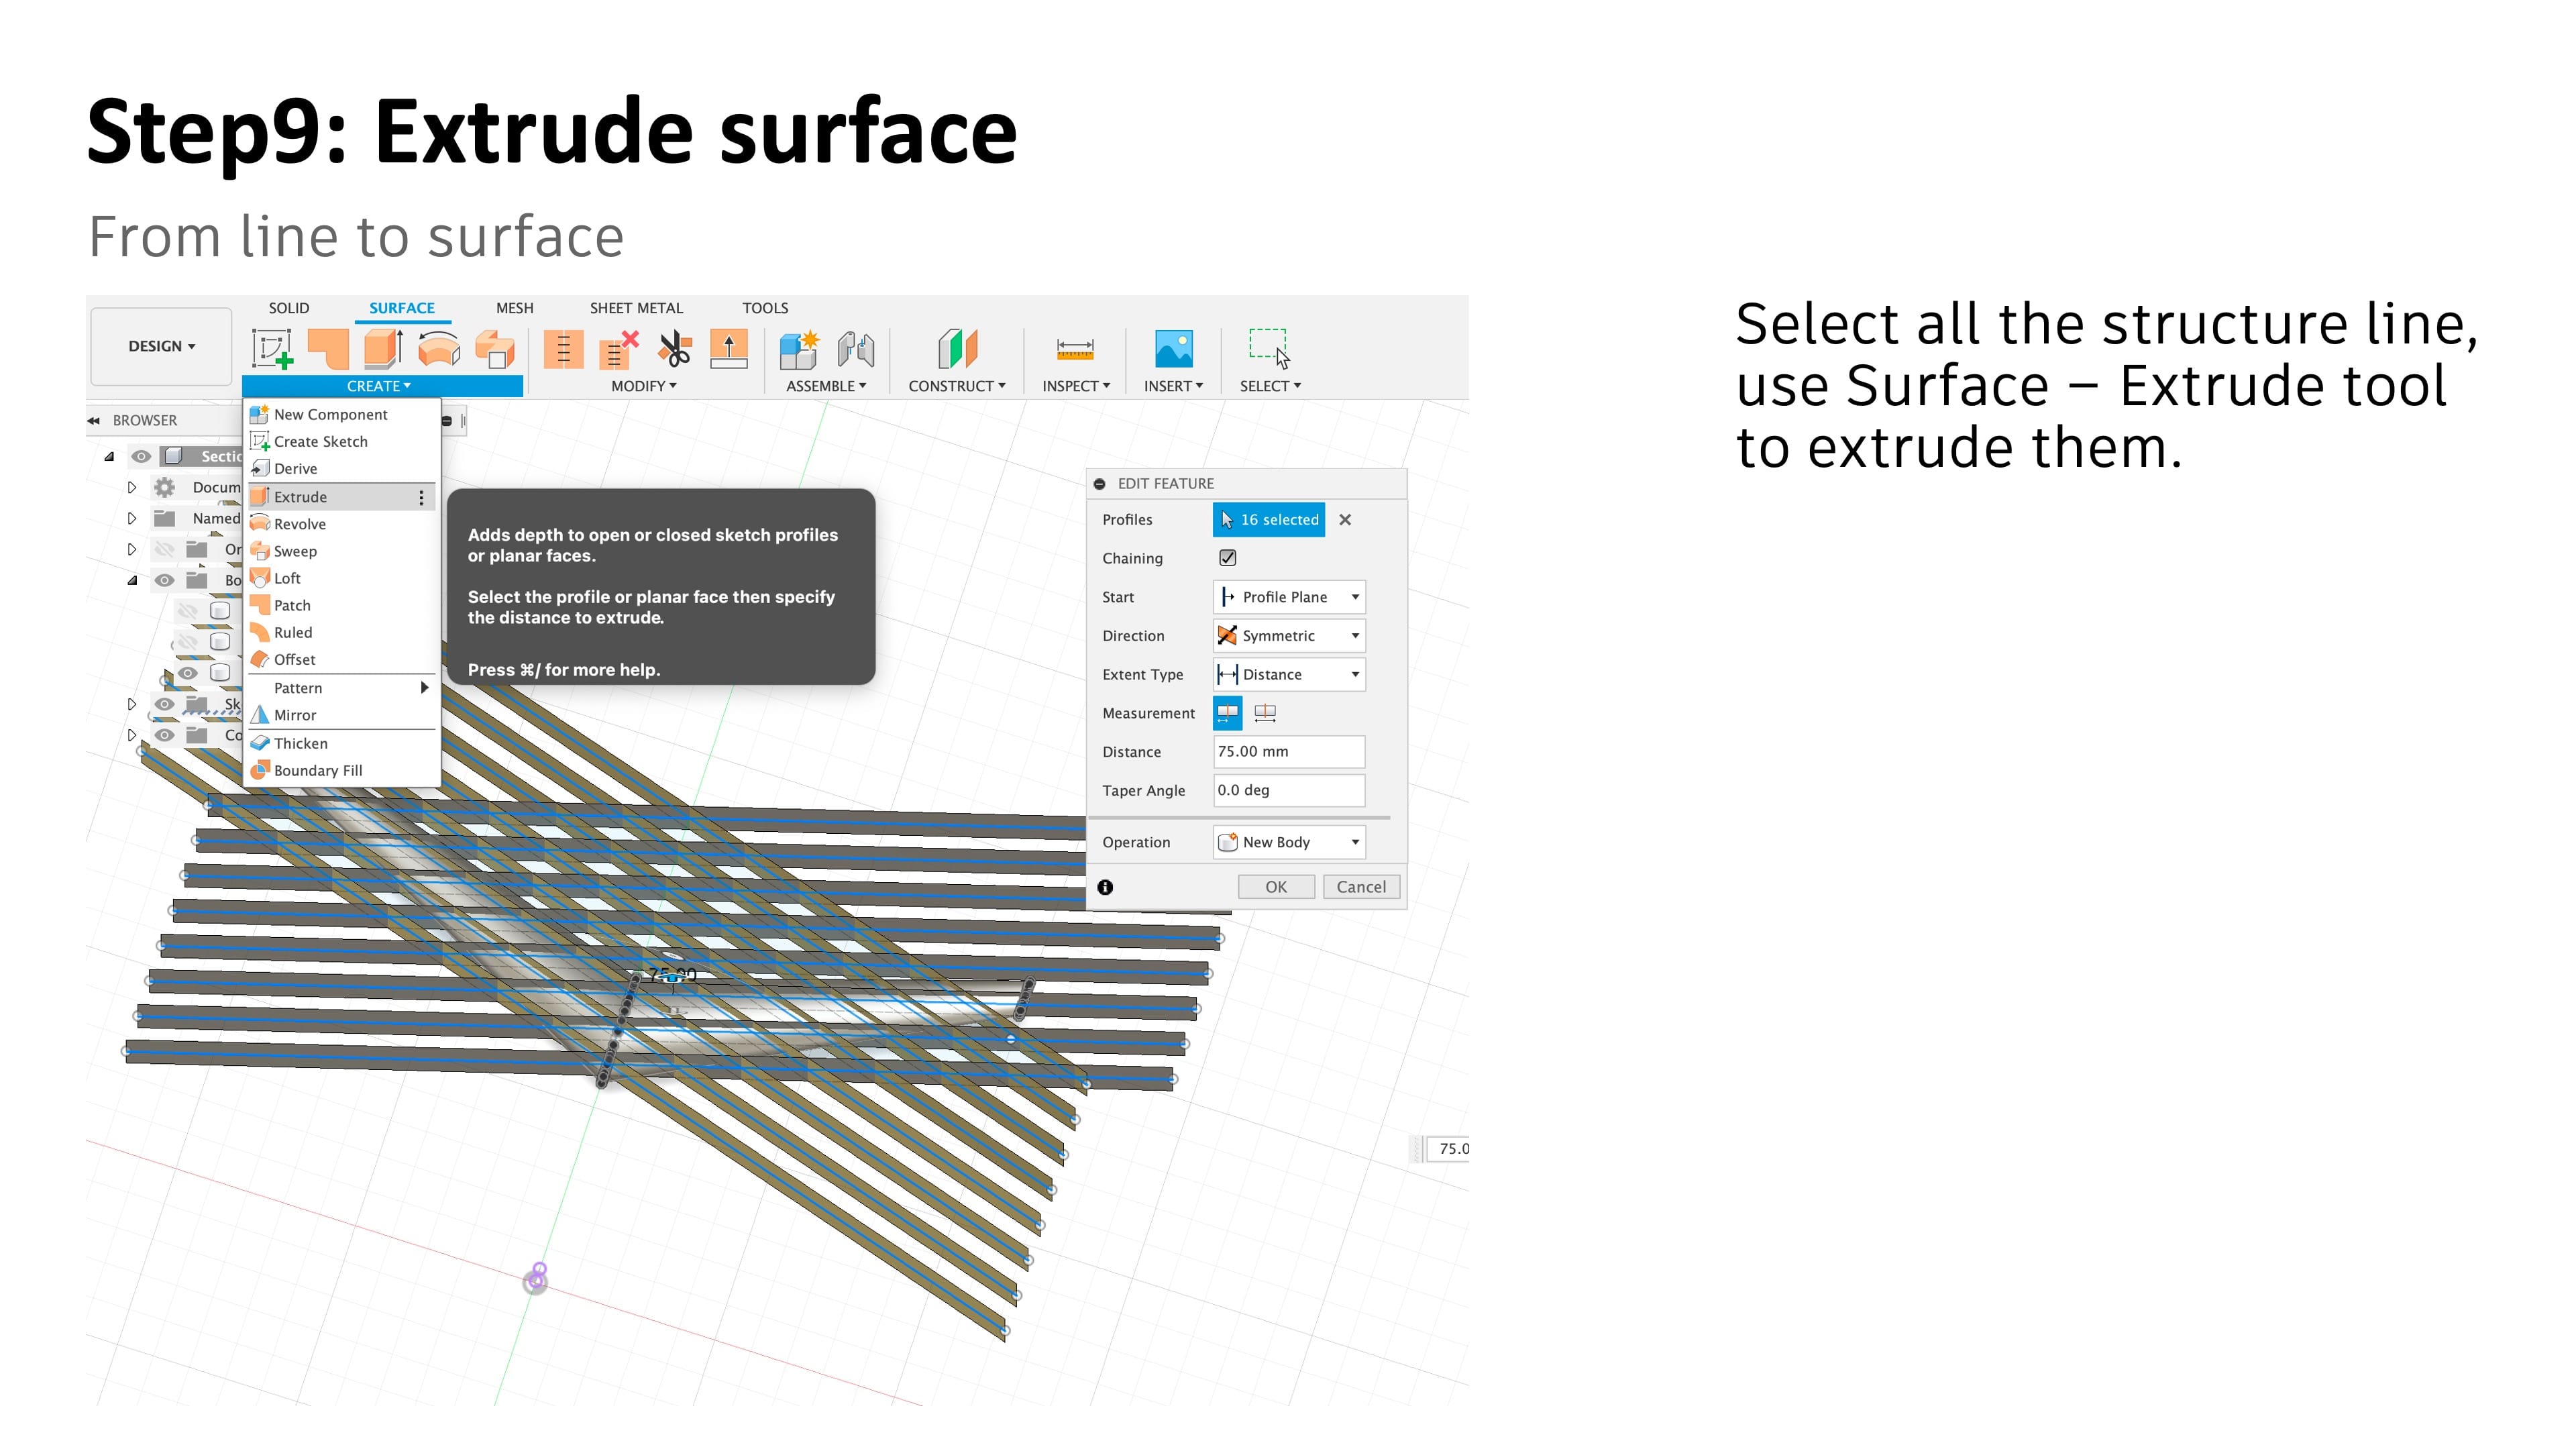 Step9: Extrude surface
From line to surface
Select all the structure line,
use Surface – Extrude tool
to extrude them.
SOLID SURFACE MESH SHEET METAL TOOLS
DESIGN
CREATE MODIFY ASSEMBLE CONSTRUCT INSPECT INSERT SELECT
BROWSER
Sectio
Docum
Named
Or
Bo
Sk
Co
New Component
Create Sketch
Derive
Extrude
Revolve
Sweep
Loft
Patch
Ruled
Offset
Pattern
Mirror
Thicken
Boundary Fill
Adds depth to open or closed sketch profiles
or planar faces.
Select the profile or planar face then specify
the distance to extrude.
Press ⌘/ for more help.
EDIT FEATURE
Profiles 16 selected
Chaining
Start Profile Plane
Direction Symmetric
Extent Type Distance
Measurement
Distance 75.00 mm
Taper Angle 0.0 deg
Operation New Body
OK Cancel
75.00
75.0